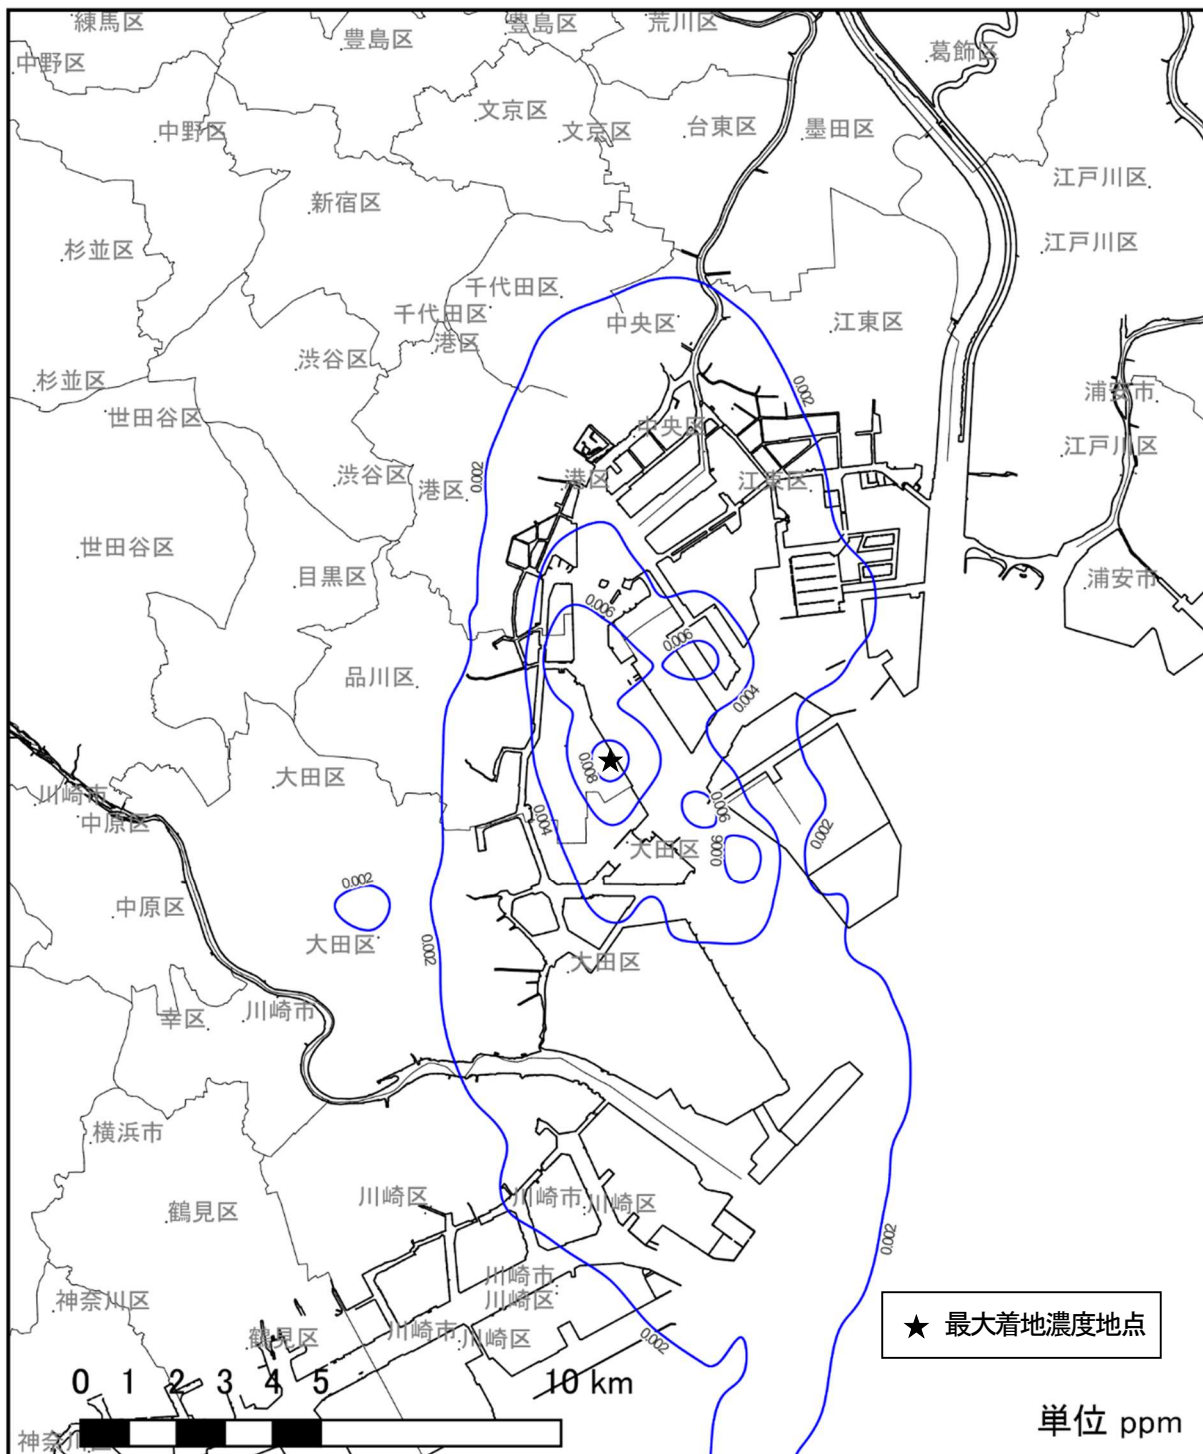 練馬区
豊島区
豊島区
荒川区
葛飾区
中野区
中野区
文京区
文京区
台東区
墨田区
江戸川区
新宿区
杉並区
江戸川区
千代田区
千代田区
中央区
江東区
港区
渋谷区
杉並区
世田谷区
0.002
浦安市
中央区
江戸川区
0.002
渋谷区
港区
港区
江東区
世田谷区
目黒区
浦安市
0.006
0.006
品川区
0.004
0.008
大田区
川崎市
中原区
0.004
0.006
0.002
大田区
0.006
0.002
中原区
大田区
0.002
大田区
幸区
川崎市
横浜市
川崎区
川崎市
川崎区
鶴見区
0.002
川崎市
川崎区
神奈川区
鶴見区
川崎市
川崎区
0.002
★ 最大着地濃度地点
0 1 2 3 4 5 10 km
神奈川区
単位 ppm